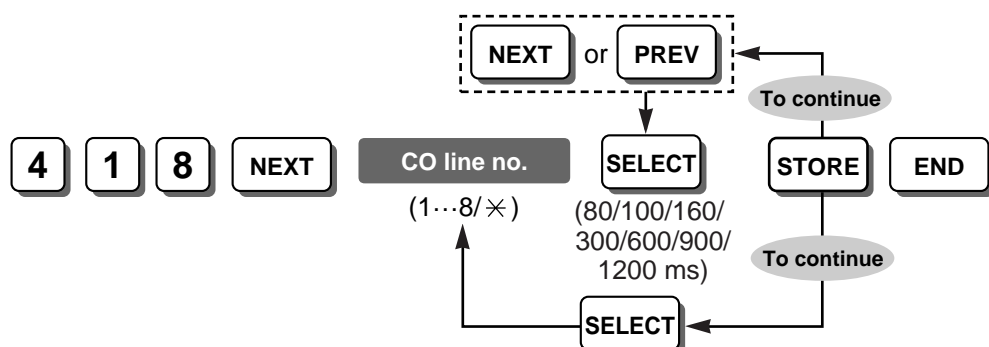 NEXT or PREV
To continue
4 1 8 NEXT CO line no. SELECT STORE END
(1···8/✳)
(80/100/160/
300/600/900/
1200 ms)
To continue
SELECT